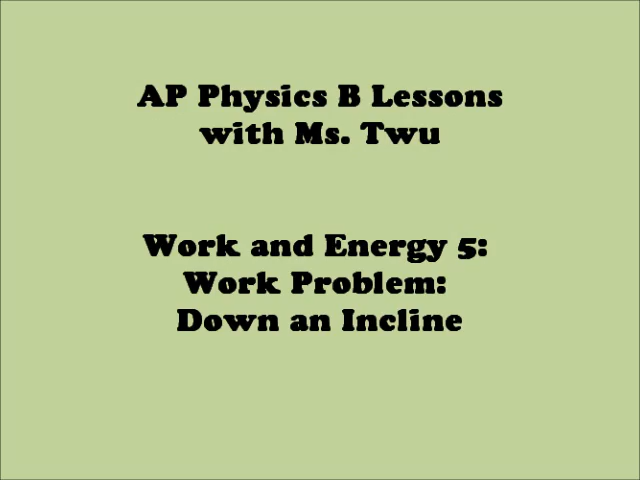 AP Physics B Lessons
with Ms. Twu
Work and Energy 5:
Work Problem:
Down an Incline